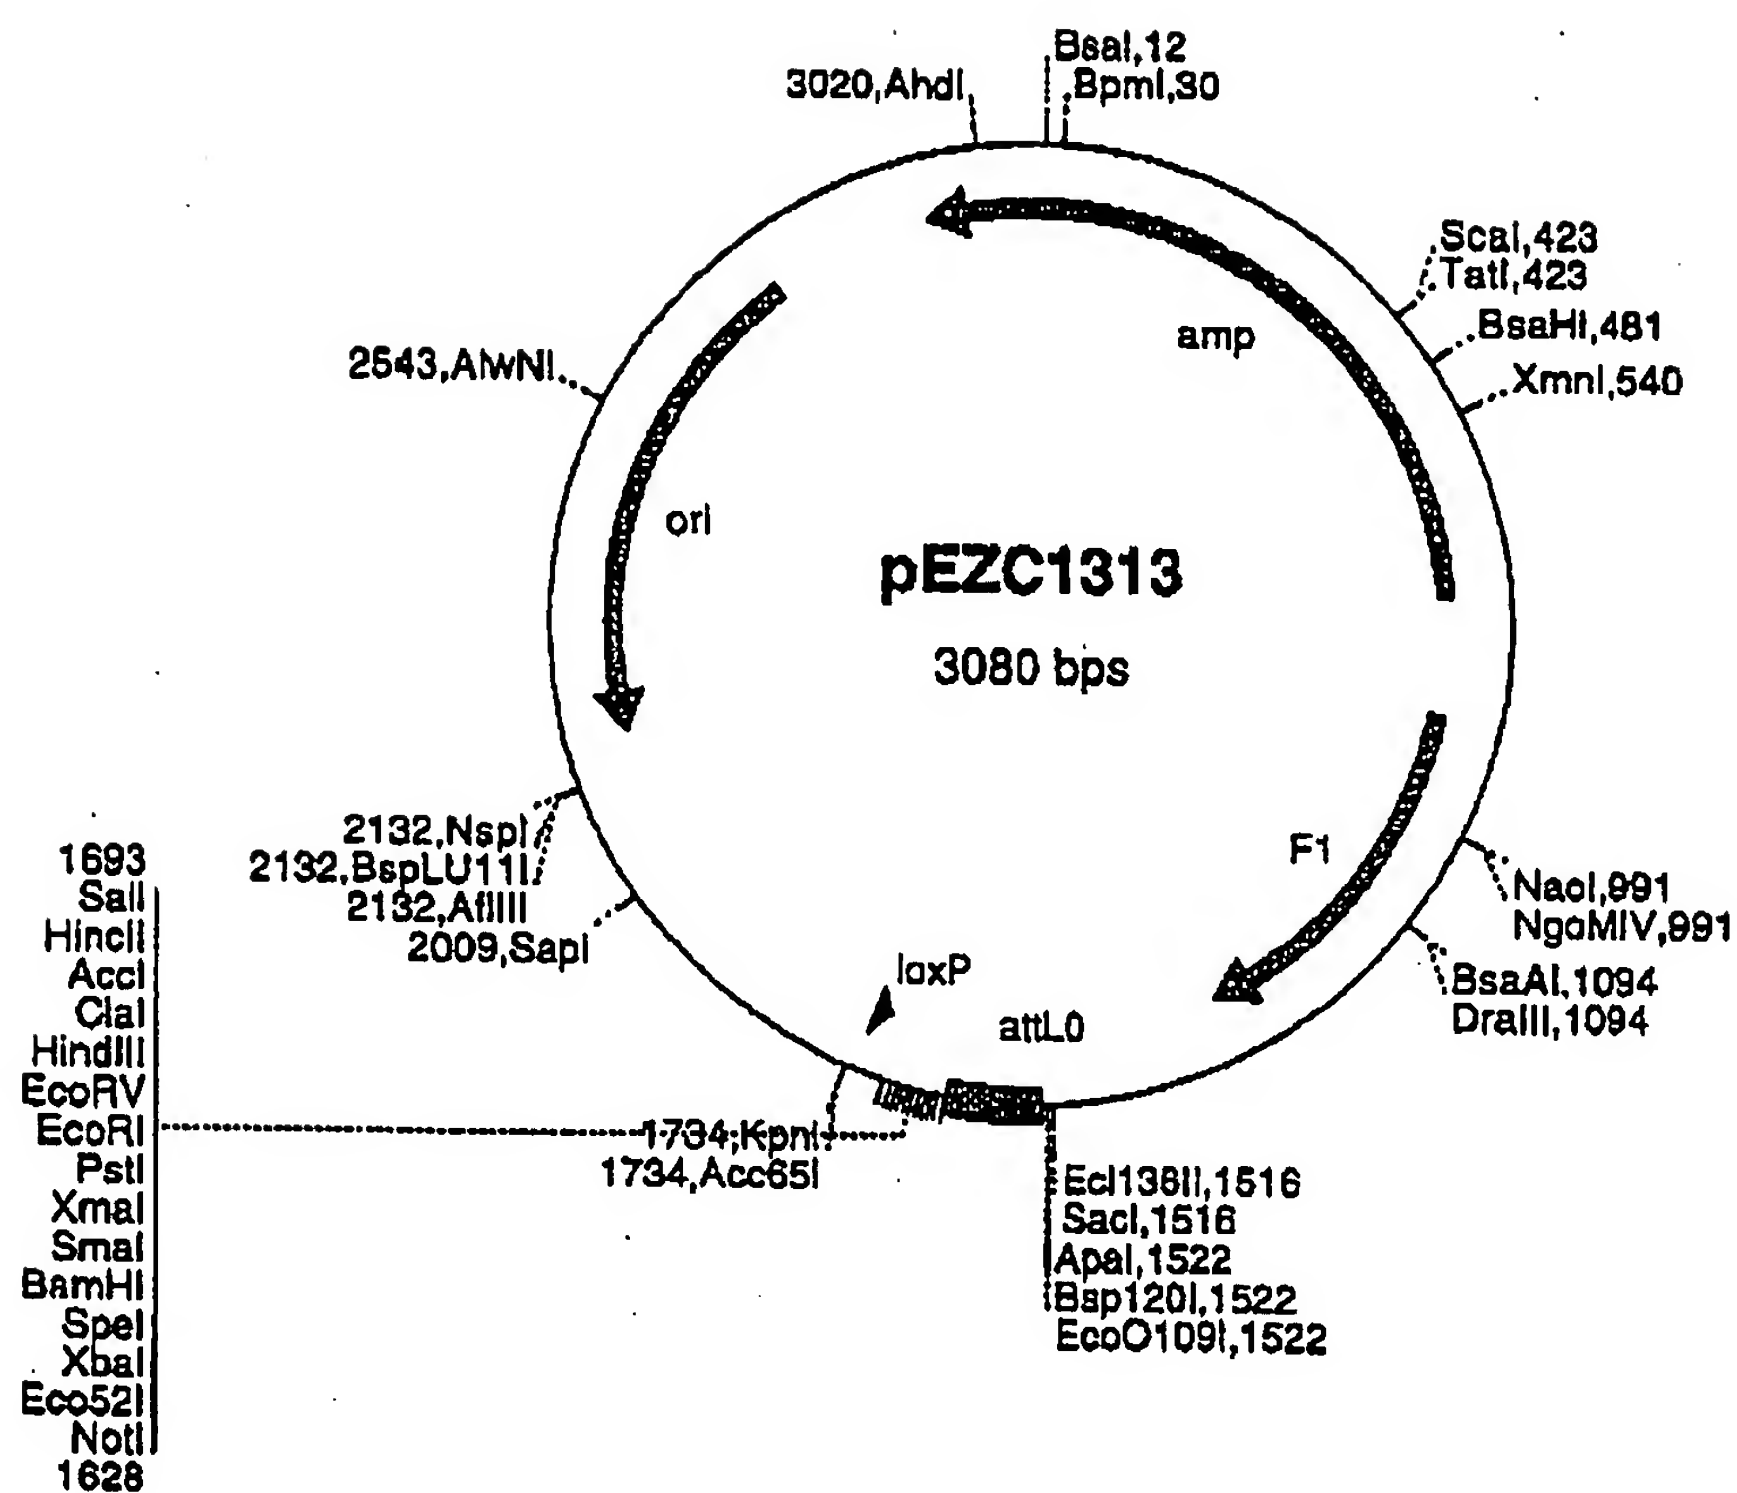 BsaI,12
BpmI,30
3020,AhdI
ScaI,423
TatI,423
BsaHI,481
XmnI,540
amp
2543,AlwNI
ori
pEZC1313
3080 bps
F1
NaeI,991
NgoMIV,991
BsaAI,1094
DraIII,1094
2132,NspI
2132,BspLU11I
2132,AflIII
2009,SapI
loxP
attL0
1693
SalI
HincII
AccI
ClaI
HindIII
EcoRV
EcoRI
PstI
XmaI
SmaI
BamHI
SpeI
XbaI
Eco52I
NotI
1628
1734,KpnI
1734,Acc65I
Ecl136II,1516
SacI,1516
ApaI,1522
Bsp120I,1522
EcoO109I,1522